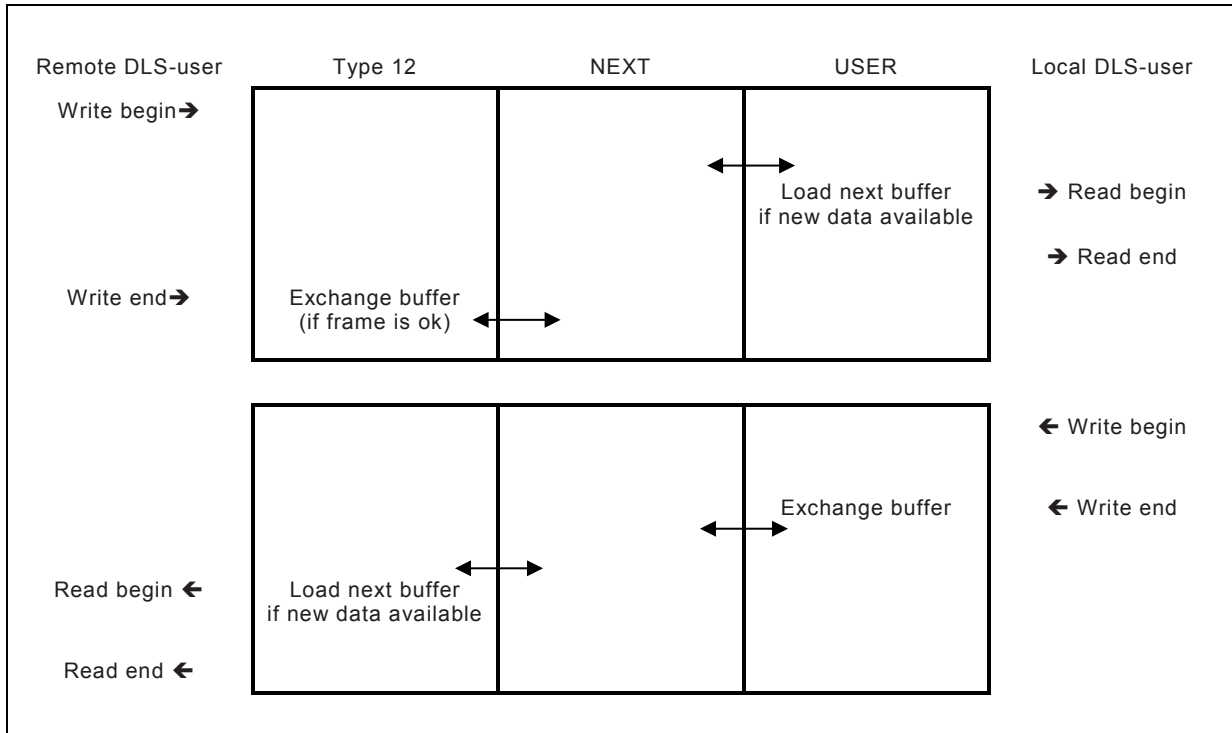 Remote DLS-user Type 12 NEXT USER Local DLS-user
Write begin➔
Load next buffer
if new data available
➔ Read begin
➔ Read end
Write end➔
Exchange buffer
(if frame is ok)
🡰 Write begin
Exchange buffer
🡰 Write end
Read begin 🡰
Load next buffer
if new data available
Read end 🡰